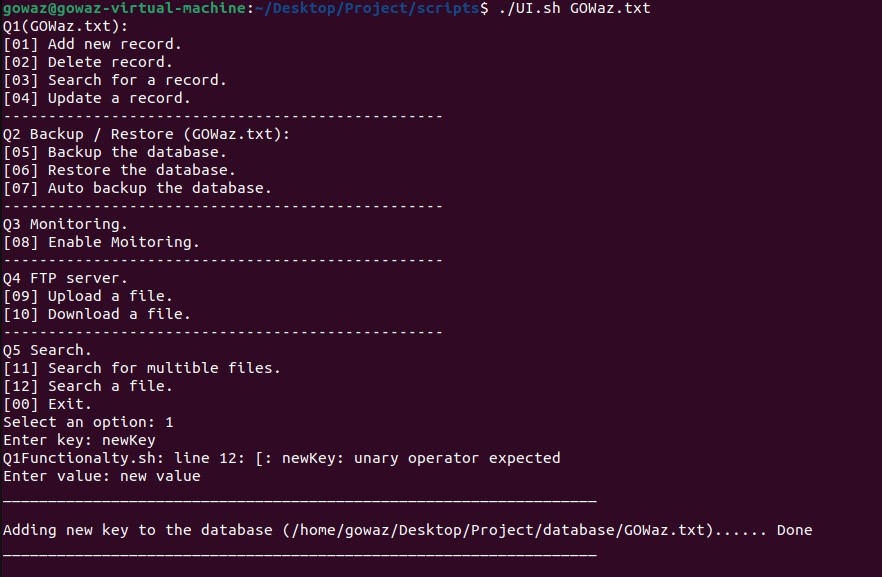 gowaz@gowaz-virtual-machine:~/Desktop/Project/scripts$ ./UI.sh GOWaz.txt
Q1(GOWaz.txt):
[01] Add new record.
[02] Delete record.
[03] Search for a record.
[04] Update a record.
-------------------------------------------------
Q2 Backup / Restore (GOWaz.txt):
[05] Backup the database.
[06] Restore the database.
[07] Auto backup the database.
-------------------------------------------------
Q3 Monitoring.
[08] Enable Moitoring.
-------------------------------------------------
Q4 FTP server.
[09] Upload a file.
[10] Download a file.
-------------------------------------------------
Q5 Search.
[11] Search for multible files.
[12] Search a file.
[00] Exit.
Select an option: 1
Enter key: newKey
Q1Functionalty.sh: line 12: [: newKey: unary operator expected
Enter value: new value
__________________________________________________________________
Adding new key to the database (/home/gowaz/Desktop/Project/database/GOWaz.txt)...... Done
__________________________________________________________________